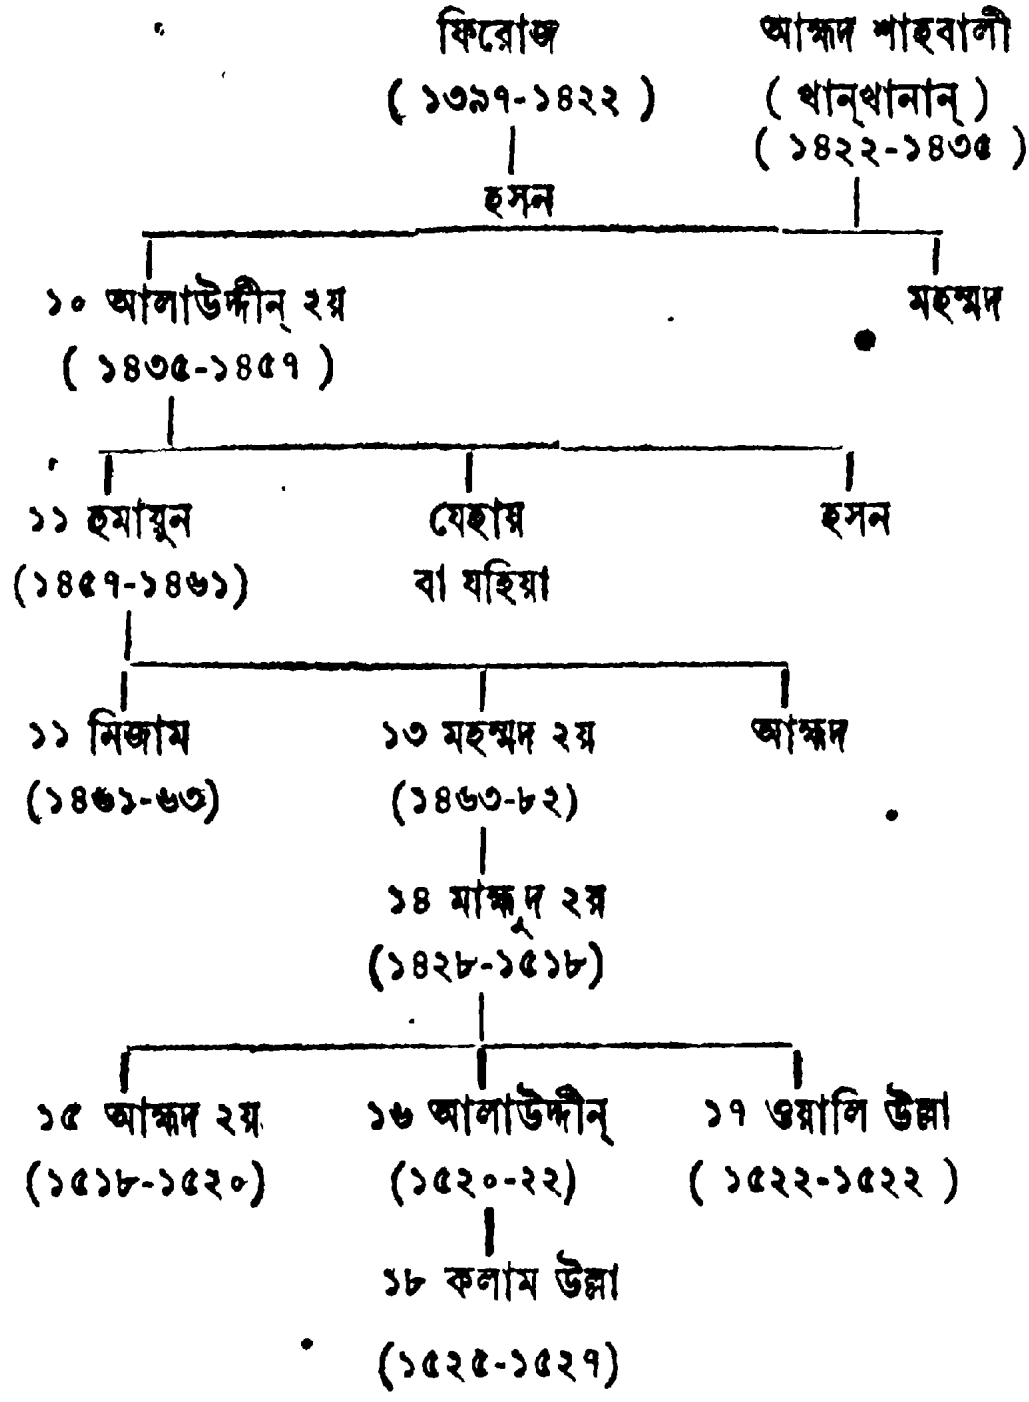 ফিরোজ আহ্মদ শাহবালী
( ১৩৯৭-১৪২২ ) ( খান্‌খানান্ )
( ১৪২২-১৪৩৫ )
হসন
১০ আলাউদ্দীন্ ২য় মহম্মদ
( ১৪৩৫-১৪৫৭ )
১১ হুমায়ুন যেহায় হসন
(১৪৫৭-১৪৬১) বা যহিয়া
১১ নিজাম ১৩ মহম্মদ ২য় আহ্মদ
(১৪৬১-৬৩) (১৪৬৩-৮২)
১৪ মাহ্মূদ ২য়
(১৪২৮-১৫১৮)
১৫ আহ্মদ ২য় ১৬ আলাউদ্দীন্ ১৭ ওয়ালি উল্লা
(১৫১৮-১৫২০) (১৫২০-২২) ( ১৫২২-১৫২২ )
১৮ কলাম উল্লা
(১৫২৫-১৫২৭)